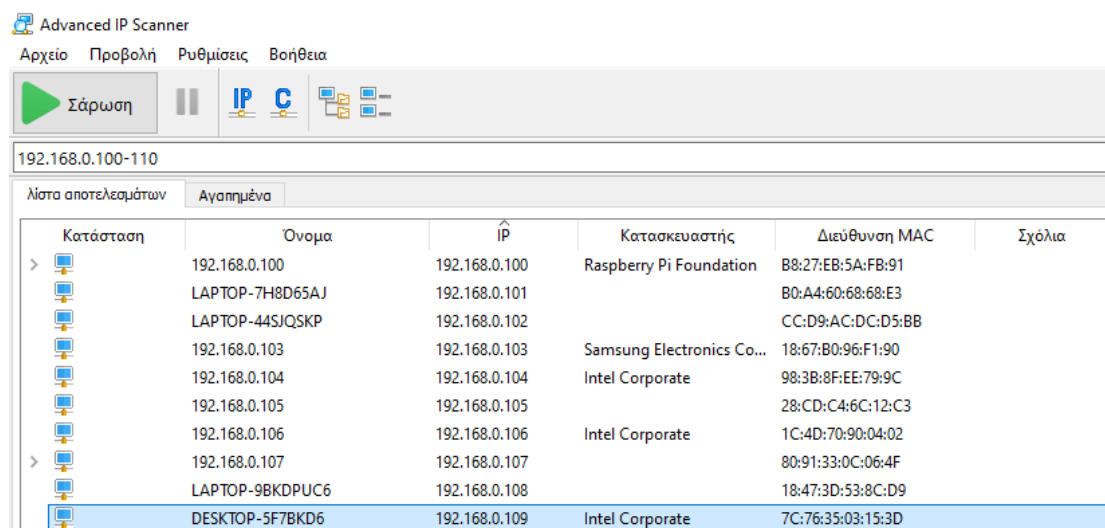 Advanced IP Scanner
Αρχείο Προβολή Ρυθμίσεις Βοήθεια
Σάρωση IP C
192.168.0.100-110
λίστα αποτελεσμάτων Αγαπημένα
Κατάσταση Όνομα IP Κατασκευαστής Διεύθυνση MAC Σχόλια
192.168.0.100 192.168.0.100 Raspberry Pi Foundation B8:27:EB:5A:FB:91
LAPTOP-7H8D65AJ 192.168.0.101 B0:A4:60:68:68:E3
LAPTOP-44SJQSKP 192.168.0.102 CC:D9:AC:DC:D5:BB
192.168.0.103 192.168.0.103 Samsung Electronics Co... 18:67:B0:96:F1:90
192.168.0.104 192.168.0.104 Intel Corporate 98:3B:8F:EE:79:9C
192.168.0.105 192.168.0.105 28:CD:C4:6C:12:C3
192.168.0.106 192.168.0.106 Intel Corporate 1C:4D:70:90:04:02
192.168.0.107 192.168.0.107 80:91:33:0C:06:4F
LAPTOP-9BKDPUC6 192.168.0.108 18:47:3D:53:8C:D9
DESKTOP-5F7BKD6 192.168.0.109 Intel Corporate 7C:76:35:03:15:3D